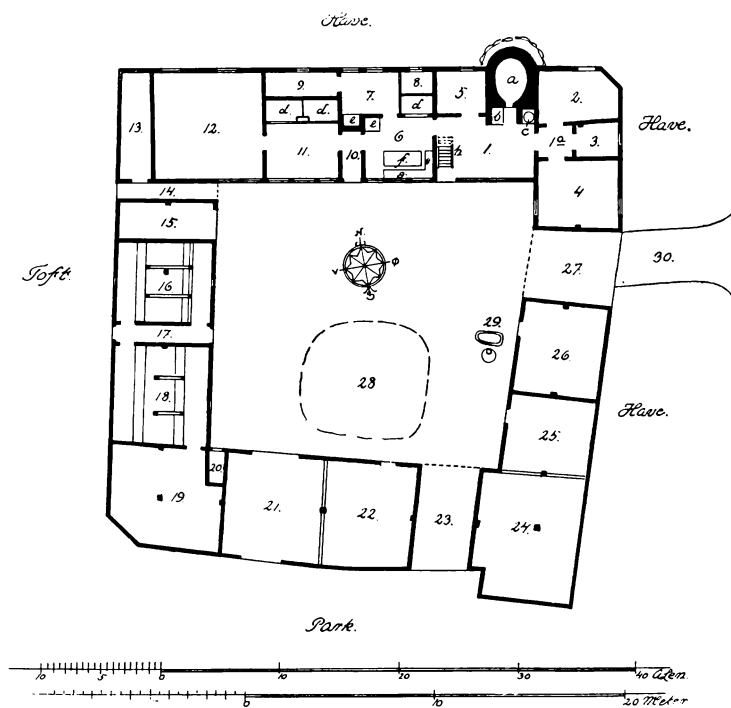 Have.
a
9. 8. 5. 2.
7.
d. d. d b c
13. 12. e e 1a 3. Have.
6
11. 10. f. h 1.
g. 4
14.
15. N.
V Ø 27. 30.
Toft. 16 S
17. 29.
26
28
18. Have.
25.
20.
19 21. 22. 23. 24.
Park.
10 5 0 10 20 30 40 Alen.
0 10 20 Meter